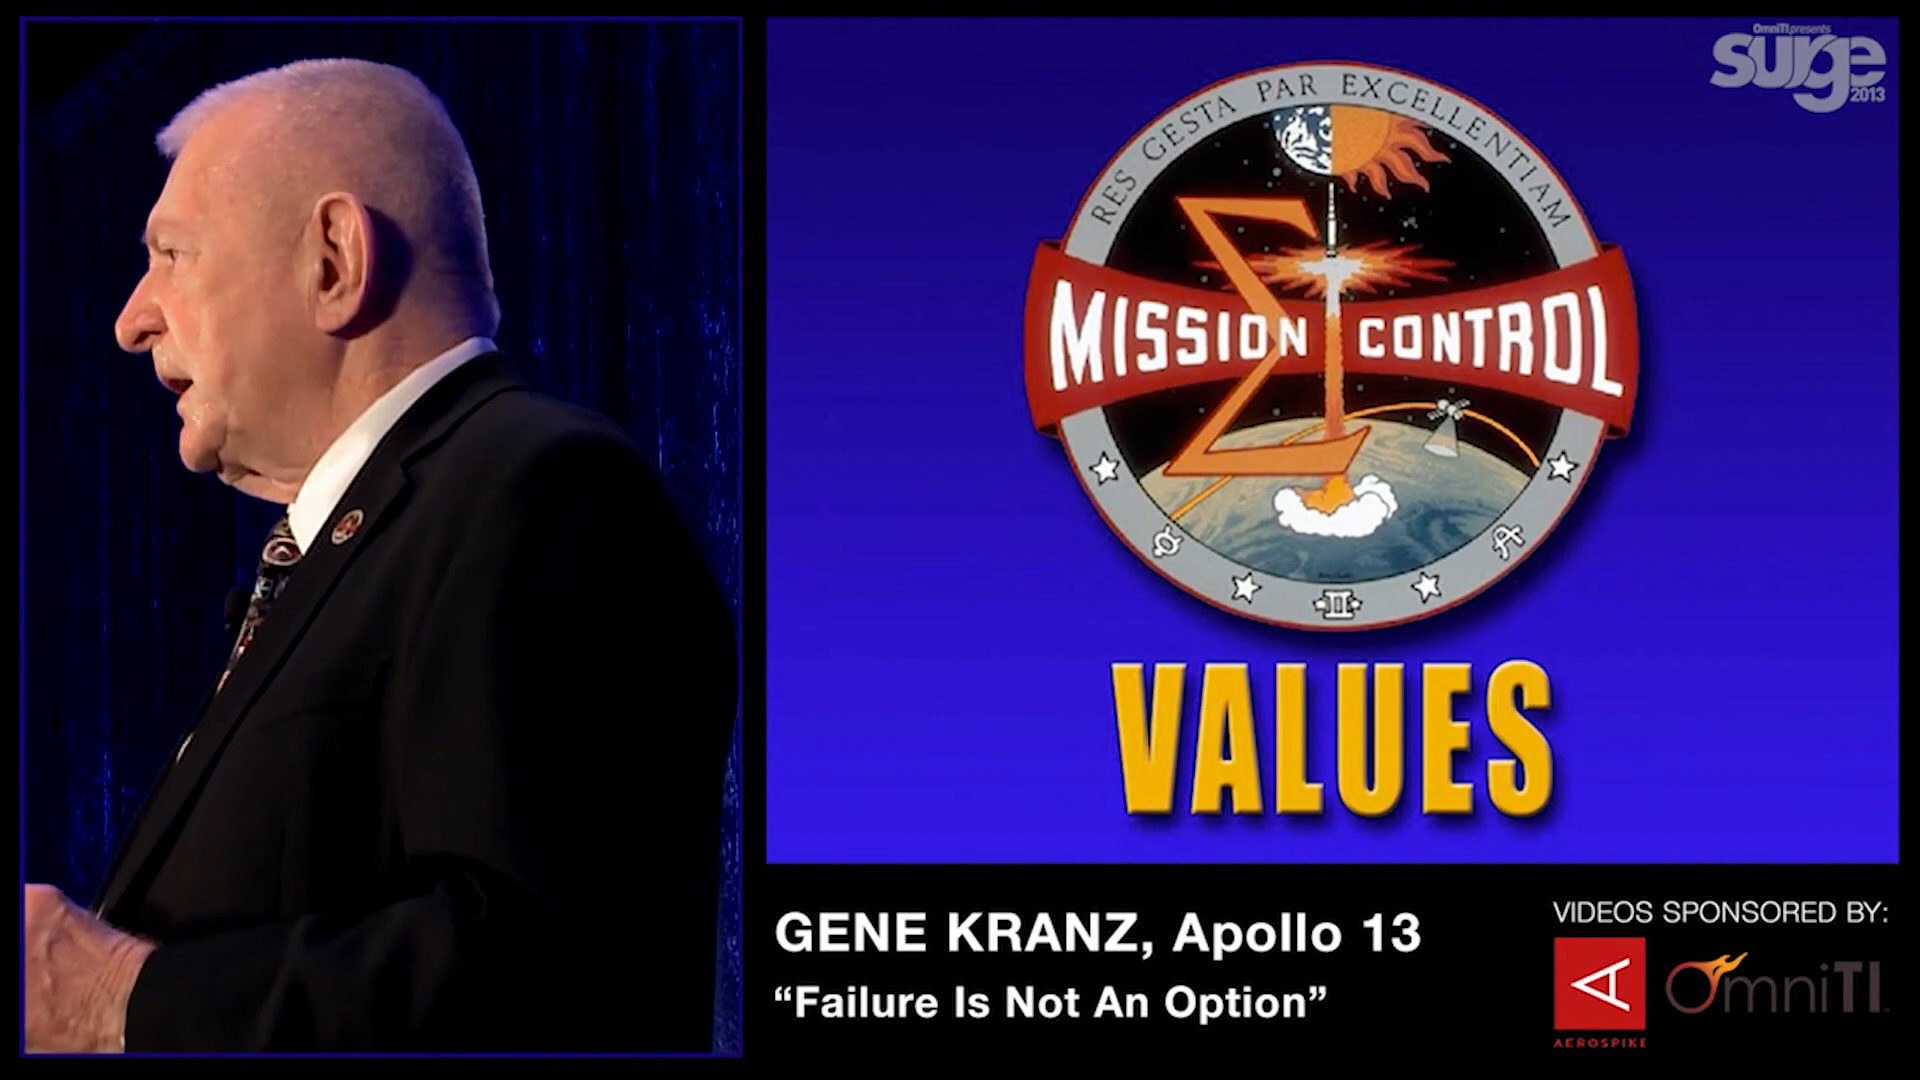 OmniTI presents
surge
2013
RES GESTA PAR EXCELLENTIAM
MISSION CONTROL
Σ
II
VALUES
GENE KRANZ, Apollo 13
“Failure Is Not An Option”
VIDEOS SPONSORED BY:
AEROSPIKE
OmniTI